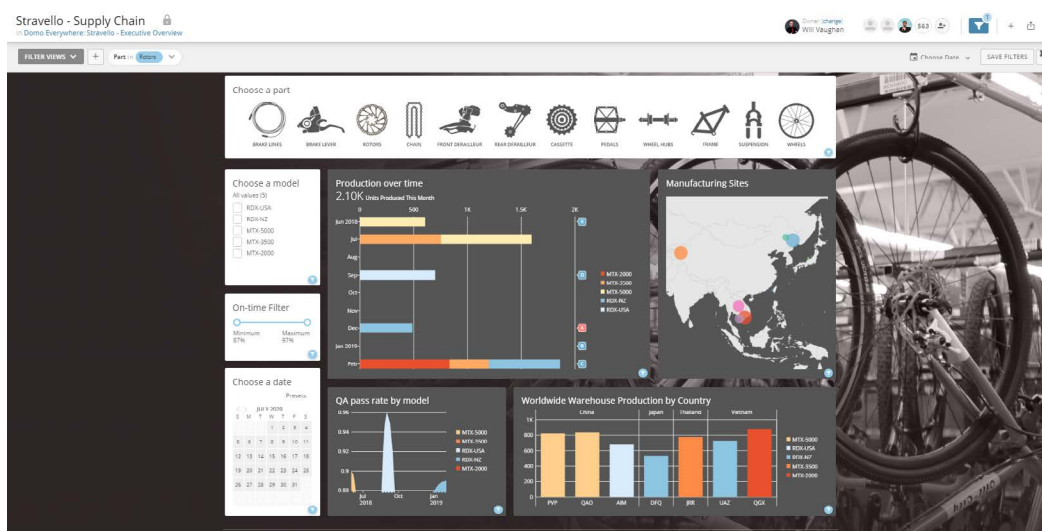 Stravello - Supply Chain
in Domo Everywhere: Stravello - Executive Overview
Owner (change)
Will Vaughan
563
1
FILTER VIEWS
Part in Rotors
Choose Date
SAVE FILTERS
Choose a part
BRAKE LINES BRAKE LEVER ROTORS CHAIN FRONT DERAILLEUR REAR DERAILLEUR CASSETTE PEDALS WHEEL HUBS FRAME SUSPENSION WHEELS
Choose a model
All values (5)
RDX-USA
RDX-NZ
MTX-5000
MTX-3500
MTX-2000
On-time Filter
Minimum Maximum
87% 97%
Choose a date
Presets
JULY 2020
S M T W T F S
1 2 3 4
5 6 7 8 9 10 11
12 13 14 15 16 17 18
19 20 21 22 23 24 25
26 27 28 29 30 31
Production over time
2.10K Units Produced This Month
0 500 1K 1.5K 2K
Jun 2018
Jul
Aug
Sep
Oct
Nov
Dec
Jan 2019
Feb
MTX-2000
MTX-3500
MTX-5000
RDX-NZ
RDX-USA
Manufacturing Sites
QA pass rate by model
0.96
0.94
0.92
0.9
0.88
Jul Oct Jan
2018 2019
MTX-5000
MTX-3500
RDX-USA
RDX-NZ
MTX-2000
Worldwide Warehouse Production by Country
China Japan Thailand Vietnam
1K
800
600
400
200
0
PVF QAO AIM DFQ JRR UAZ QGX
MTX-5000
RDX-USA
RDX-NZ
MTX-3500
MTX-2000